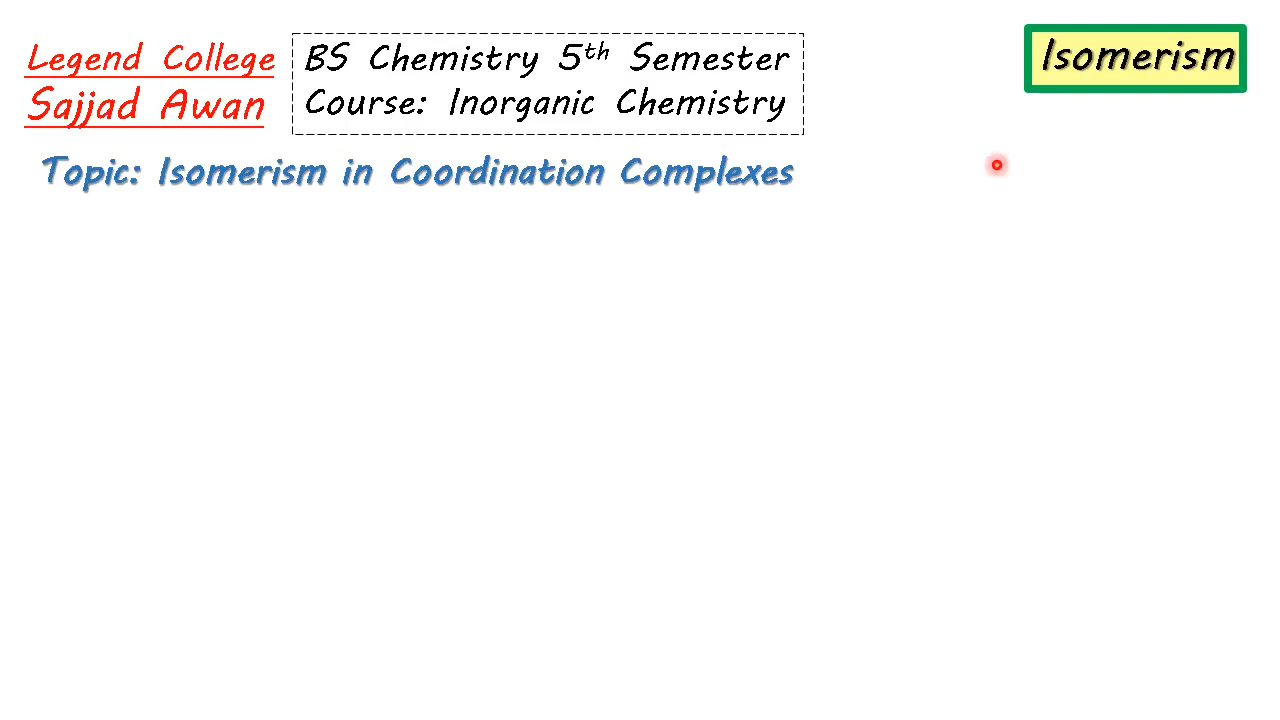 Legend College
Sajjad Awan
BS Chemistry 5th Semester
Course: Inorganic Chemistry
Isomerism
Topic: Isomerism in Coordination Complexes